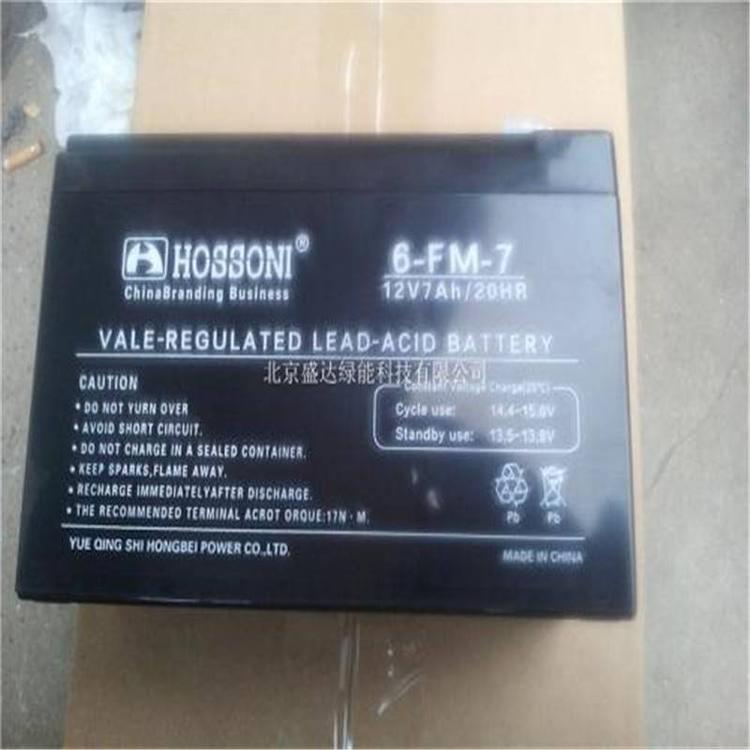 HOSSONI®
ChinaBranding Business
6-FM-7
12V7Ah/20HR
VALE-REGULATED LEAD-ACID BATTERY
北京盛达绿能科技有限公司
CAUTION
• DO NOT YURN OVER
• AVOID SHORT CIRCUIT.
• DO NOT CHARGE IN A SEALED CONTAINER.
• KEEP SPARKS,FLAME AWAY.
• RECHARGE IMMEDIATELYAFTER DISCHARGE.
• THE RECOMMENDED TERMINAL ACROT ORQUE:17N·M.
Constant Voltage Charge(25℃)
Cycle use: 14.4-15.0V
Standby use: 13.5-13.8V
Pb
Pb
YUE QING SHI HONGBEI POWER CO.,LTD.
MADE IN CHINA